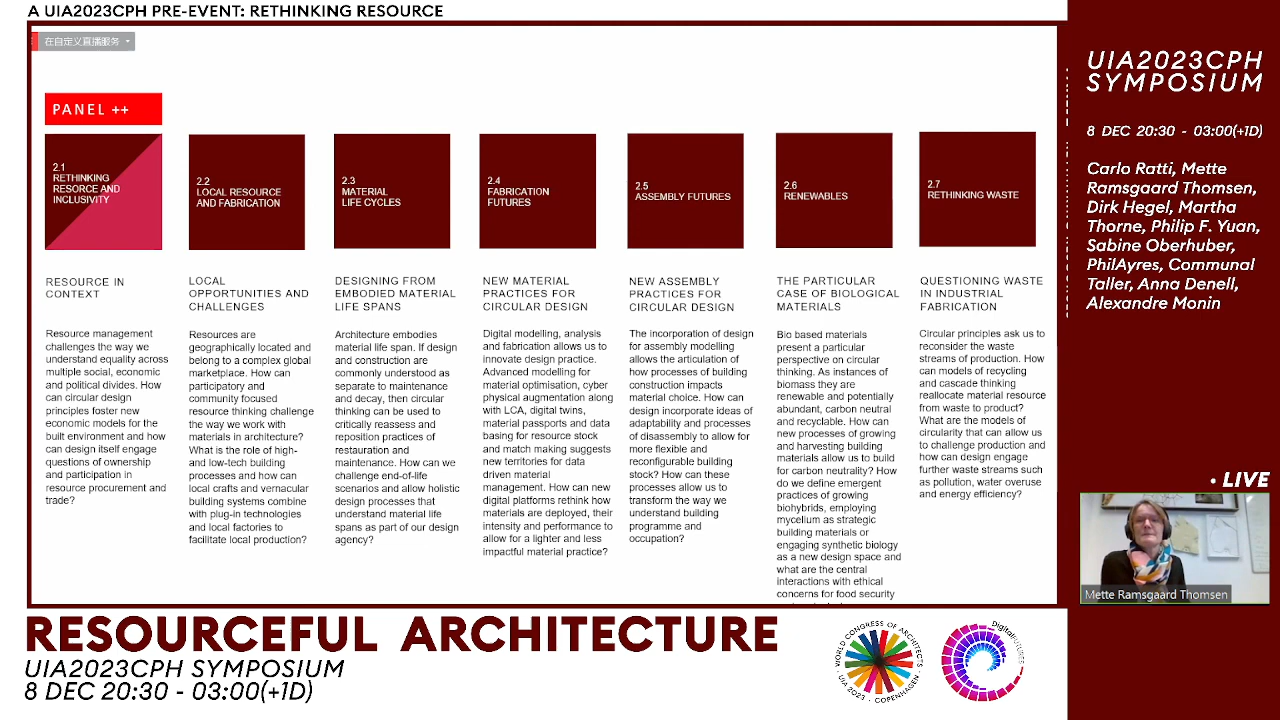 A UIA2023CPH PRE-EVENT: RETHINKING RESOURCE
在自定义直播服务
PANEL ++
2.1
RETHINKING
RESORCE AND
INCLUSIVITY
RESOURCE IN
CONTEXT
Resource management
challenges the way we
understand equality across
multiple social, economic
and political divides. How
can circular design
principles foster new
economic models for the
built environment and how
can design itself engage
questions of ownership
and participation in
resource procurement and
trade?
2.2
LOCAL RESOURCE
AND FABRICATION
LOCAL
OPPORTUNITIES AND
CHALLENGES
Resources are
geographically located and
belong to a complex global
marketplace. How can
participatory and
community focused
resource thinking challenge
the way we work with
materials in architecture?
What is the role of high-
and low-tech building
processes and how can
local crafts and vernacular
building systems combine
with plug-in technologies
and local factories to
facilitate local production?
2.3
MATERIAL
LIFE CYCLES
DESIGNING FROM
EMBODIED MATERIAL
LIFE SPANS
Architecture embodies
material life span. If design
and construction are
commonly understood as
separate to maintenance
and decay, then circular
thinking can be used to
critically reassess and
reposition practices of
restauration and
maintenance. How can we
challenge end-of-life
scenarios and allow holistic
design processes that
understand material life
spans as part of our design
agency?
2.4
FABRICATION
FUTURES
NEW MATERIAL
PRACTICES FOR
CIRCULAR DESIGN
Digital modelling, analysis
and fabrication allows us to
innovate design practice.
Advanced modelling for
material optimisation, cyber
physical augmentation along
with LCA, digital twins,
material passports and data
basing for resource stock
and match making suggests
new territories for data
driven material
management. How can new
digital platforms rethink how
materials are deployed, their
intensity and performance to
allow for a lighter and less
impactful material practice?
2.5
ASSEMBLY FUTURES
NEW ASSEMBLY
PRACTICES FOR
CIRCULAR DESIGN
The incorporation of design
for assembly modelling
allows the articulation of
how processes of building
construction impacts
material choice. How can
design incorporate ideas of
adaptability and processes
of disassembly to allow for
more flexible and
reconfigurable building
stock? How can these
processes allow us to
transform the way we
understand building
programme and
occupation?
2.6
RENEWABLES
THE PARTICULAR
CASE OF BIOLOGICAL
MATERIALS
Bio based materials
present a particular
perspective on circular
thinking. As instances of
biomass they are
renewable and potentially
abundant, carbon neutral
and recyclable. How can
new processes of growing
and harvesting building
materials allow us to build
for carbon neutrality? How
do we define emergent
practices of growing
biohybrids, employing
mycelium as strategic
building materials or
engaging synthetic biology
as a new design space and
what are the central
interactions with ethical
concerns for food security
2.7
RETHINKING WASTE
QUESTIONING WASTE
IN INDUSTRIAL
FABRICATION
Circular principles ask us to
reconsider the waste
streams of production. How
can models of recycling
and cascade thinking
reallocate material resource
from waste to product?
What are the models of
circularity that can allow us
to challenge production and
how can design engage
further waste streams such
as pollution, water overuse
and energy efficiency?
UIA2023CPH
SYMPOSIUM
8 DEC 20:30 - 03:00(+1D)
Carlo Ratti, Mette
Ramsgaard Thomsen,
Dirk Hegel, Martha
Thorne, Philip F. Yuan,
Sabine Oberhuber,
PhilAyres, Communal
Taller, Anna Denell,
Alexandre Monin
• LIVE
Mette Ramsgaard Thomsen
RESOURCEFUL ARCHITECTURE
UIA2023CPH SYMPOSIUM
8 DEC 20:30 - 03:00(+1D)
WORLD CONGRESS OF ARCHITECTS
UIA 2023 · COPENHAGEN
DigitalFUTURES